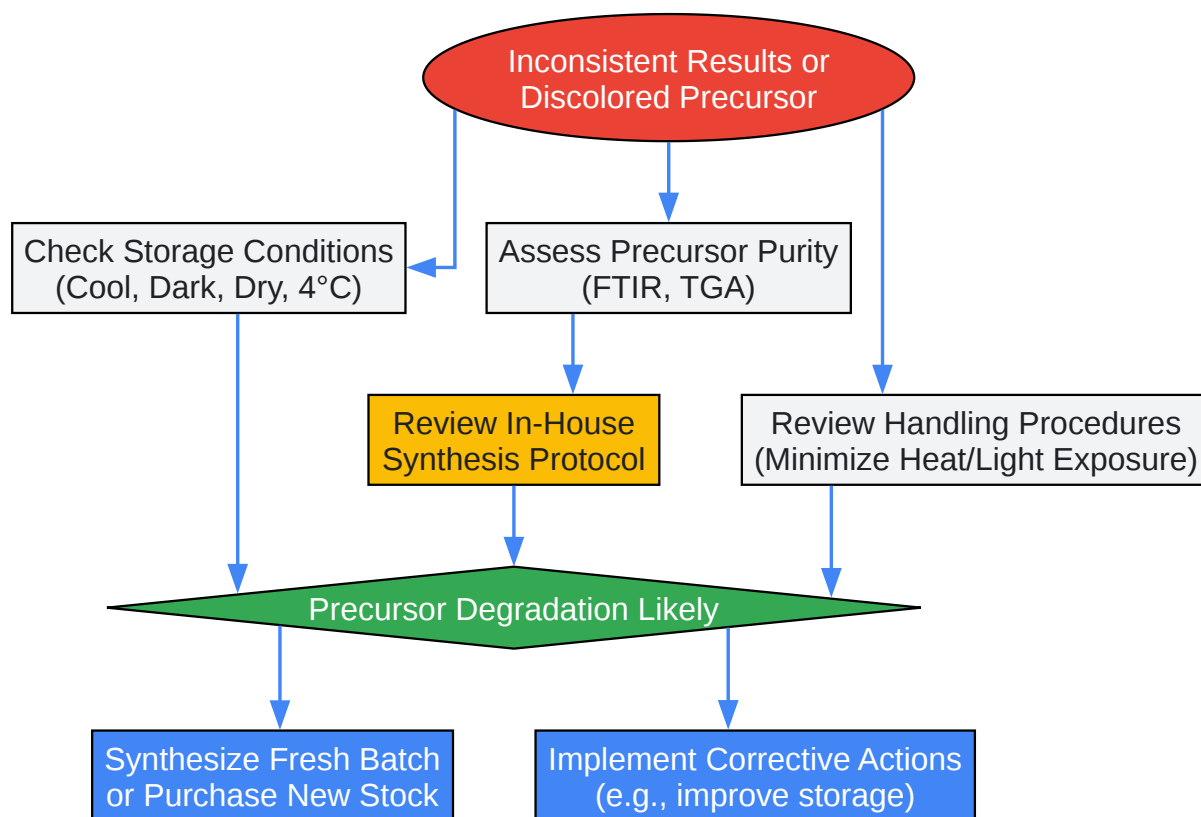 Inconsistent Results or
Discolored Precursor
Check Storage Conditions
(Cool, Dark, Dry, 4°C)
Assess Precursor Purity
(FTIR, TGA)
Review In-House
Synthesis Protocol
Review Handling Procedures
(Minimize Heat/Light Exposure)
Precursor Degradation Likely
Synthesize Fresh Batch
or Purchase New Stock
Implement Corrective Actions
(e.g., improve storage)